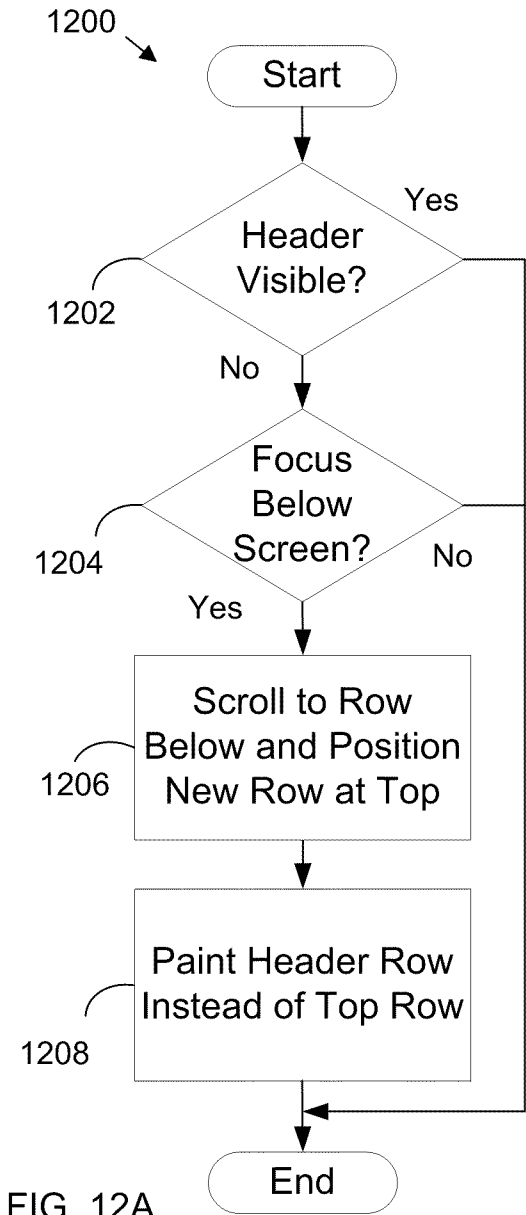 1200
Start
Yes
Header
Visible?
1202
No
Focus
Below
Screen?
1204
No
Yes
Scroll to Row
Below and Position
New Row at Top
1206
Paint Header Row
Instead of Top Row
1208
End
FIG. 12A